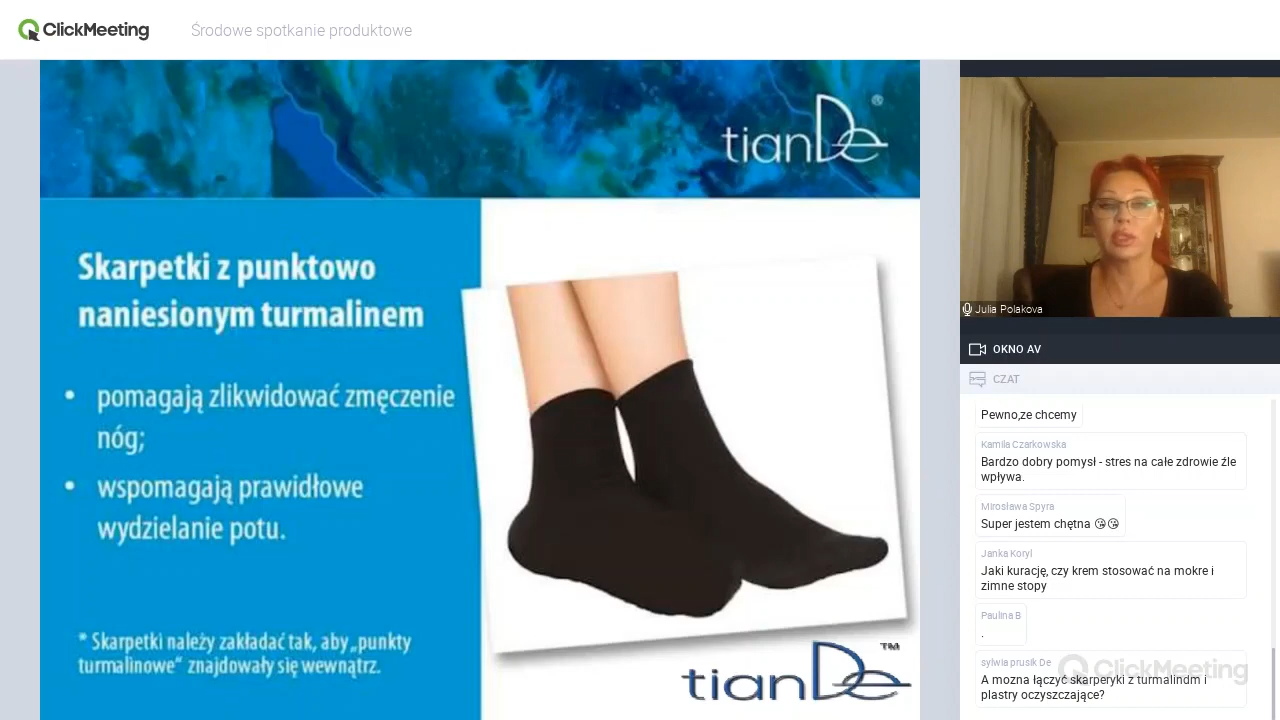 ClickMeeting
Środowe spotkanie produktowe
tianDe®
Skarpetki z punktowo
naniesionym turmalinem
• pomagają zlikwidować zmęczenie
nóg;
• wspomagają prawidłowe
wydzielanie potu.
* Skarpetki należy zakładać tak, aby „punkty
turmalinowe“ znajdowały się wewnątrz.
tianDe™
Julia Polakova
OKNO AV
CZAT
Pewno,ze chcemy
Kamila Czarkowska
Bardzo dobry pomysł - stres na całe zdrowie źle
wpływa.
Mirosława Spyra
Super jestem chętna 😘😘
Janka Koryl
Jaki kurację, czy krem stosować na mokre i
zimne stopy
Paulina B
.
sylwia prusik De
A mozna łączyć skarperyki z turmalindm i
plastry oczyszczające?
ClickMeeting